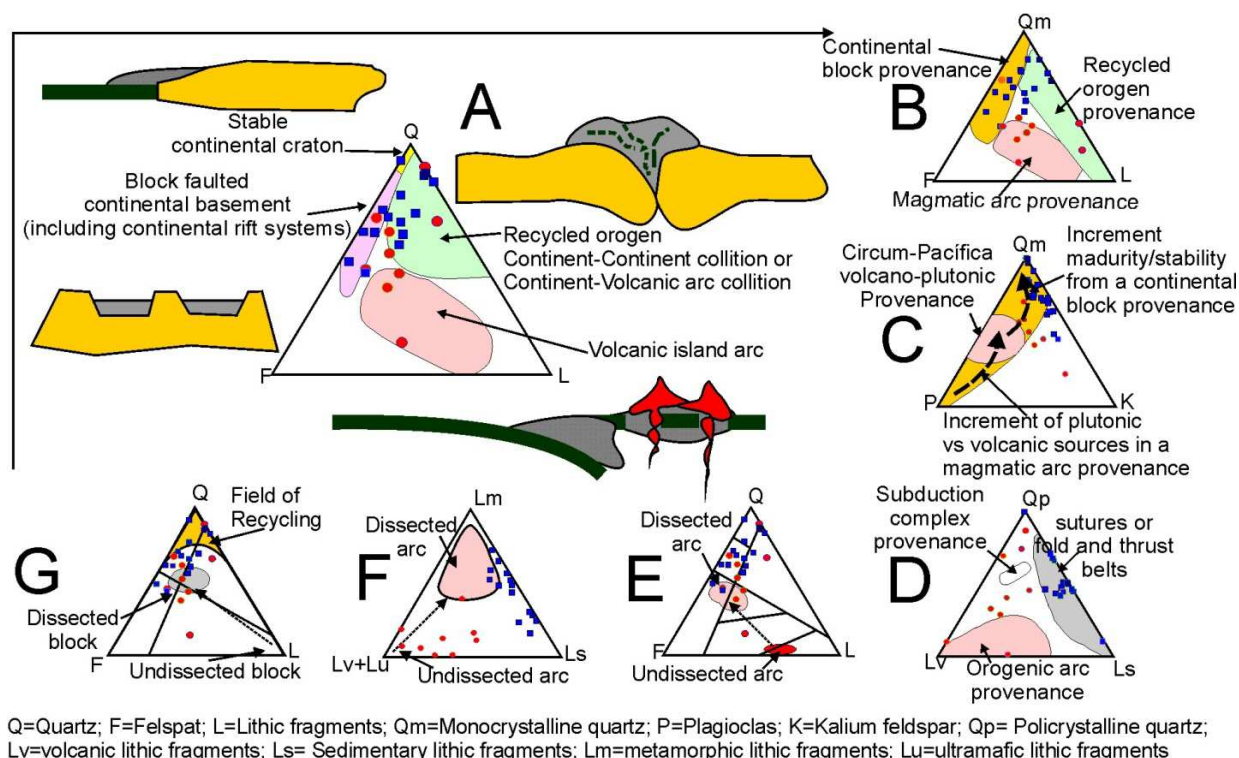 A
Stable
continental craton
Q
Block faulted
continental basement
(including continental rift systems)
Recycled orogen
Continent-Continent collition or
Continent-Volcanic arc collition
Volcanic island arc
F
L
B
Qm
Continental
block provenance
Recycled
orogen
provenance
F
L
Magmatic arc provenance
C
Circum-Pacifica
volcano-plutonic
Provenance
Qm
Increment
madurity/stability
from a continental
block provenance
P
K
Increment of plutonic
vs volcanic sources in a
magmatic arc provenance
G
Q
Field of
Recycling
Dissected
block
F
L
Undissected block
F
Lm
Dissected
arc
Lv+Lu
Ls
Undissected arc
E
Q
Dissected
arc
F
L
Undissected arc
D
Subduction
complex
provenance
Qp
sutures or
fold and thrust
belts
Lv
Ls
Orogenic arc
provenance
Q=Quartz; F=Felspat; L=Lithic fragments; Qm=Monocrystalline quartz; P=Plagioclas; K=Kalium feldspar; Qp= Policrystalline quartz;
Lv=volcanic lithic fragments; Ls= Sedimentary lithic fragments; Lm=metamorphic lithic fragments; Lu=ultramafic lithic fragments